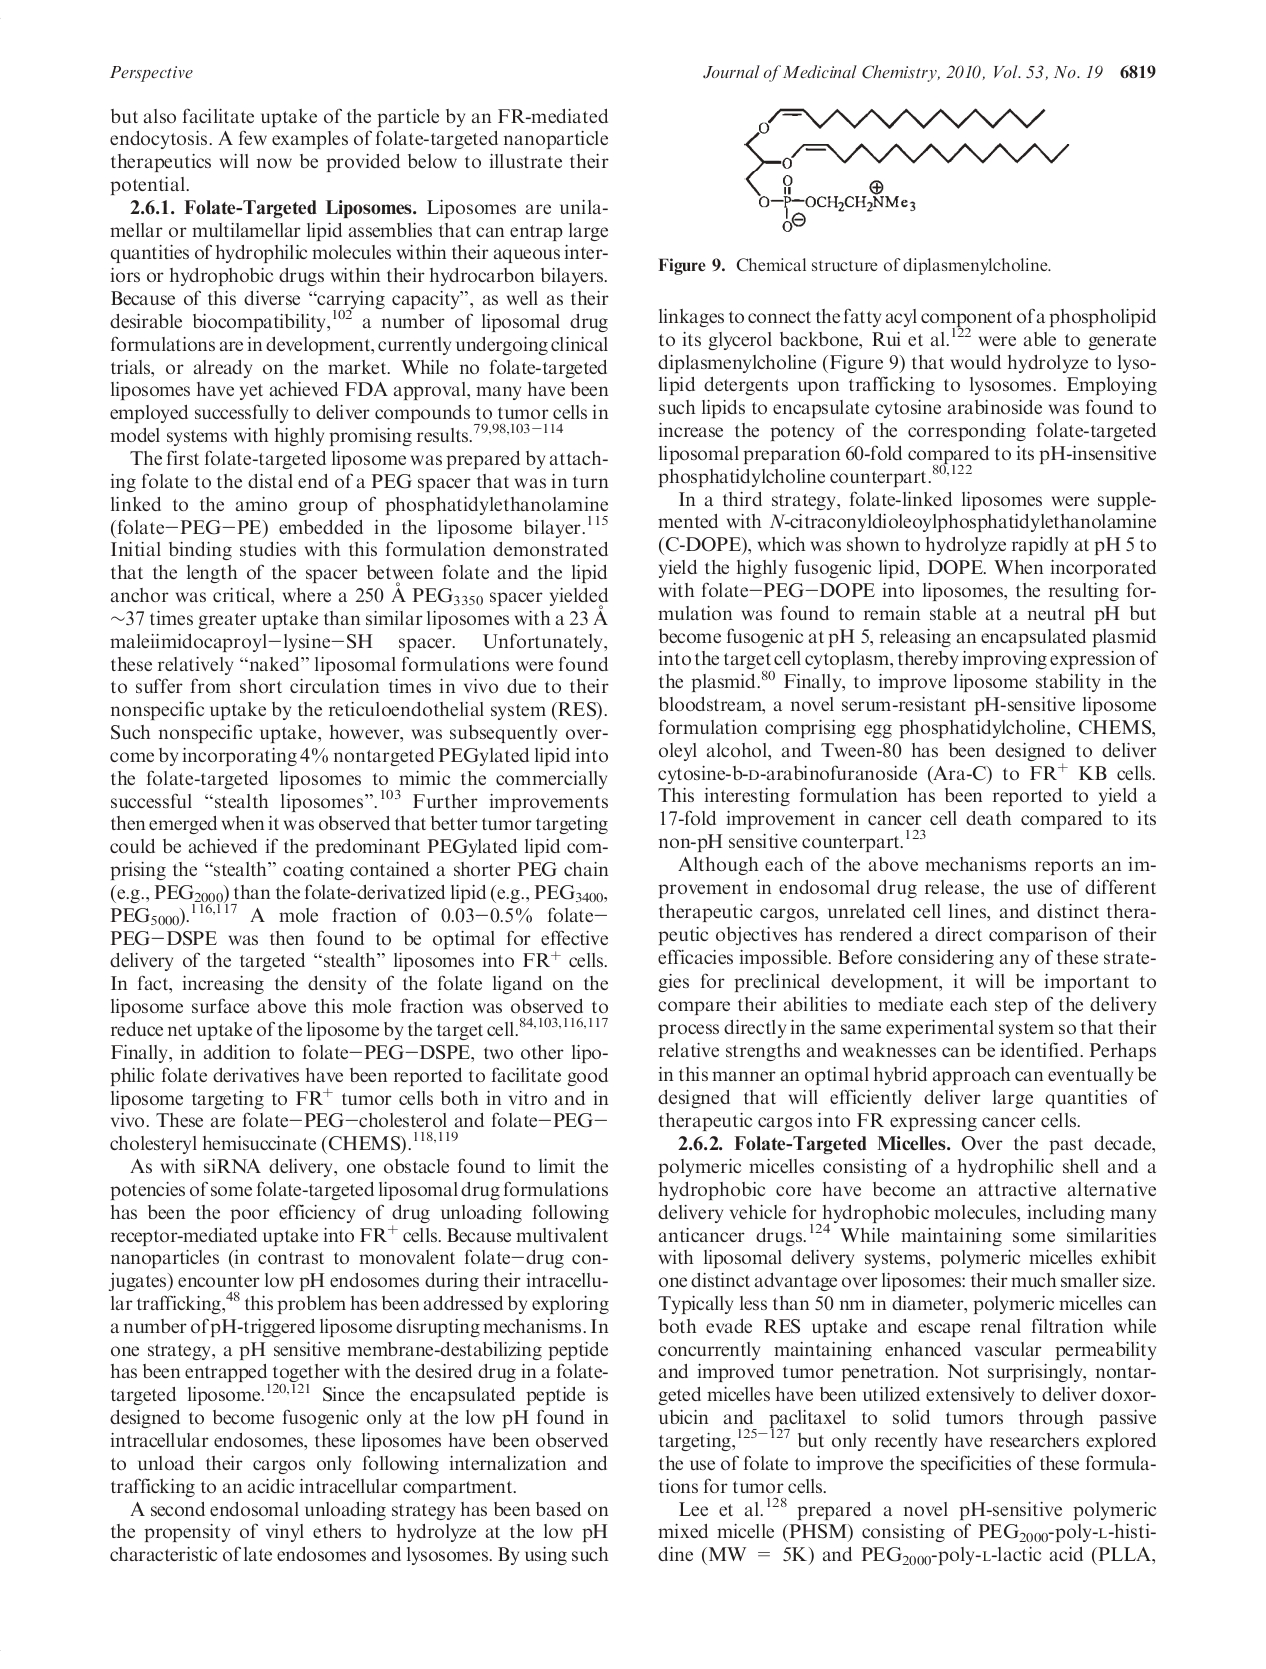 Perspective
Journal of Medicinal Chemistry, 2010, Vol. 53, No. 19 6819
but also facilitate uptake of the particle by an FR-mediated
endocytosis. A few examples of folate-targeted nanoparticle
therapeutics will now be provided below to illustrate their
potential.
2.6.1. Folate-Targeted Liposomes. Liposomes are unila-
mellar or multilamellar lipid assemblies that can entrap large
quantities of hydrophilic molecules within their aqueous inter-
iors or hydrophobic drugs within their hydrocarbon bilayers.
Because of this diverse “carrying capacity”, as well as their
desirable biocompatibility,102 a number of liposomal drug
formulations are in development, currently undergoing clinical
trials, or already on the market. While no folate-targeted
liposomes have yet achieved FDA approval, many have been
employed successfully to deliver compounds to tumor cells in
model systems with highly promising results.79,98,103−114
The first folate-targeted liposome was prepared by attach-
ing folate to the distal end of a PEG spacer that was in turn
linked to the amino group of phosphatidylethanolamine
(folate−PEG−PE) embedded in the liposome bilayer.115
Initial binding studies with this formulation demonstrated
that the length of the spacer between folate and the lipid
anchor was critical, where a 250 Å PEG3350 spacer yielded
∼37 times greater uptake than similar liposomes with a 23 Å
maleiimidocaproyl−lysine−SH spacer. Unfortunately,
these relatively “naked” liposomal formulations were found
to suffer from short circulation times in vivo due to their
nonspecific uptake by the reticuloendothelial system (RES).
Such nonspecific uptake, however, was subsequently over-
come by incorporating 4% nontargeted PEGylated lipid into
the folate-targeted liposomes to mimic the commercially
successful “stealth liposomes”.103 Further improvements
then emerged when it was observed that better tumor targeting
could be achieved if the predominant PEGylated lipid com-
prising the “stealth” coating contained a shorter PEG chain
(e.g., PEG2000) than the folate-derivatized lipid (e.g., PEG3400,
PEG5000).116,117 A mole fraction of 0.03−0.5% folate−
PEG−DSPE was then found to be optimal for effective
delivery of the targeted “stealth” liposomes into FR+ cells.
In fact, increasing the density of the folate ligand on the
liposome surface above this mole fraction was observed to
reduce net uptake of the liposome by the target cell.84,103,116,117
Finally, in addition to folate−PEG−DSPE, two other lipo-
philic folate derivatives have been reported to facilitate good
liposome targeting to FR+ tumor cells both in vitro and in
vivo. These are folate−PEG−cholesterol and folate−PEG−
cholesteryl hemisuccinate (CHEMS).118,119
As with siRNA delivery, one obstacle found to limit the
potencies of some folate-targeted liposomal drug formulations
has been the poor efficiency of drug unloading following
receptor-mediated uptake into FR+ cells. Because multivalent
nanoparticles (in contrast to monovalent folate−drug con-
jugates) encounter low pH endosomes during their intracellu-
lar trafficking,48 this problem has been addressed by exploring
a number of pH-triggered liposome disrupting mechanisms. In
one strategy, a pH sensitive membrane-destabilizing peptide
has been entrapped together with the desired drug in a folate-
targeted liposome.120,121 Since the encapsulated peptide is
designed to become fusogenic only at the low pH found in
intracellular endosomes, these liposomes have been observed
to unload their cargos only following internalization and
trafficking to an acidic intracellular compartment.
A second endosomal unloading strategy has been based on
the propensity of vinyl ethers to hydrolyze at the low pH
characteristic of late endosomes and lysosomes. By using such
O
O
O
O−P−OCH2CH2NMe3
⊕
O⊖
Figure 9. Chemical structure of diplasmenylcholine.
linkages to connect the fatty acyl component of a phospholipid
to its glycerol backbone, Rui et al.122 were able to generate
diplasmenylcholine (Figure 9) that would hydrolyze to lyso-
lipid detergents upon trafficking to lysosomes. Employing
such lipids to encapsulate cytosine arabinoside was found to
increase the potency of the corresponding folate-targeted
liposomal preparation 60-fold compared to its pH-insensitive
phosphatidylcholine counterpart.80,122
In a third strategy, folate-linked liposomes were supple-
mented with N-citraconyldioleoylphosphatidylethanolamine
(C-DOPE), which was shown to hydrolyze rapidly at pH 5 to
yield the highly fusogenic lipid, DOPE. When incorporated
with folate−PEG−DOPE into liposomes, the resulting for-
mulation was found to remain stable at a neutral pH but
become fusogenic at pH 5, releasing an encapsulated plasmid
into the target cell cytoplasm, thereby improving expression of
the plasmid.80 Finally, to improve liposome stability in the
bloodstream, a novel serum-resistant pH-sensitive liposome
formulation comprising egg phosphatidylcholine, CHEMS,
oleyl alcohol, and Tween-80 has been designed to deliver
cytosine-b-D-arabinofuranoside (Ara-C) to FR+ KB cells.
This interesting formulation has been reported to yield a
17-fold improvement in cancer cell death compared to its
non-pH sensitive counterpart.123
Although each of the above mechanisms reports an im-
provement in endosomal drug release, the use of different
therapeutic cargos, unrelated cell lines, and distinct thera-
peutic objectives has rendered a direct comparison of their
efficacies impossible. Before considering any of these strate-
gies for preclinical development, it will be important to
compare their abilities to mediate each step of the delivery
process directly in the same experimental system so that their
relative strengths and weaknesses can be identified. Perhaps
in this manner an optimal hybrid approach can eventually be
designed that will efficiently deliver large quantities of
therapeutic cargos into FR expressing cancer cells.
2.6.2. Folate-Targeted Micelles. Over the past decade,
polymeric micelles consisting of a hydrophilic shell and a
hydrophobic core have become an attractive alternative
delivery vehicle for hydrophobic molecules, including many
anticancer drugs.124 While maintaining some similarities
with liposomal delivery systems, polymeric micelles exhibit
one distinct advantage over liposomes: their much smaller size.
Typically less than 50 nm in diameter, polymeric micelles can
both evade RES uptake and escape renal filtration while
concurrently maintaining enhanced vascular permeability
and improved tumor penetration. Not surprisingly, nontar-
geted micelles have been utilized extensively to deliver doxor-
ubicin and paclitaxel to solid tumors through passive
targeting,125−127 but only recently have researchers explored
the use of folate to improve the specificities of these formula-
tions for tumor cells.
Lee et al.128 prepared a novel pH-sensitive polymeric
mixed micelle (PHSM) consisting of PEG2000-poly-L-histi-
dine (MW = 5K) and PEG2000-poly-L-lactic acid (PLLA,